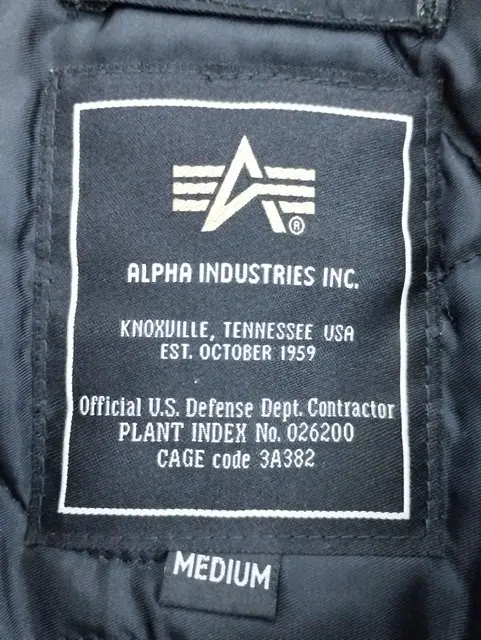 ®
ALPHA INDUSTRIES INC.
KNOXVILLE, TENNESSEE USA
EST. OCTOBER 1959
Official U.S. Defense Dept. Contractor
PLANT INDEX No. 026200
CAGE code 3A382
MEDIUM